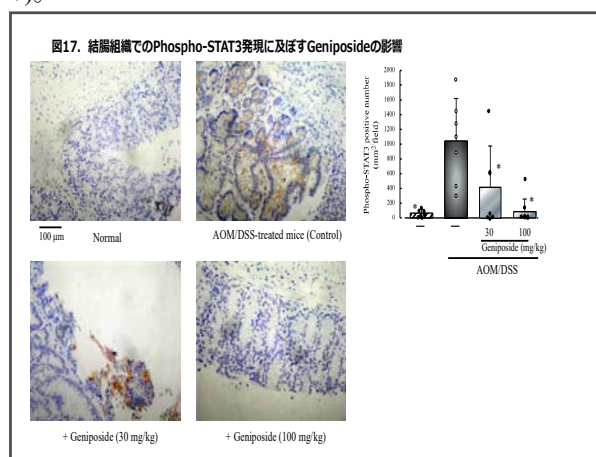 図17. 結腸組織でのPhospho-STAT3発現に及ぼすGeniposideの影響
100 μm
Normal
AOM/DSS-treated mice (Control)
+ Geniposide (30 mg/kg)
+ Geniposide (100 mg/kg)
Phospho-STAT3 positive number
(mm² field)
2000
1800
1600
1400
1200
1000
800
600
400
200
0
*
*
*
—
—
30
100
Geniposide (mg/kg)
AOM/DSS